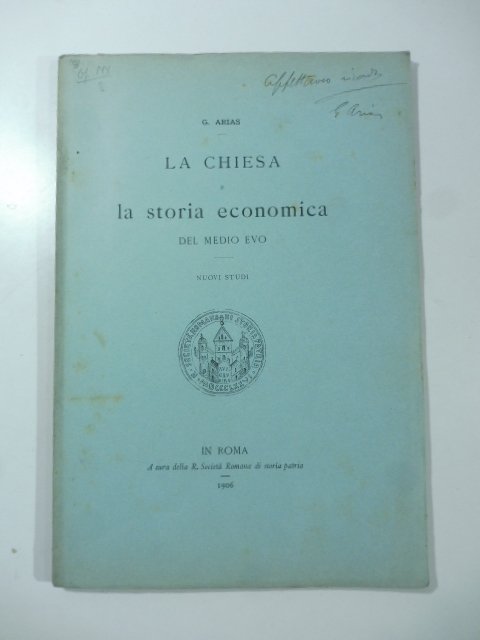 Affettuoso ricordo
G Arias
G. ARIAS
LA CHIESA
e
la storia economica
DEL MEDIO EVO
NUOVI STUDI
IN ROMA
A cura della R. Società Romana di storia patria
1906